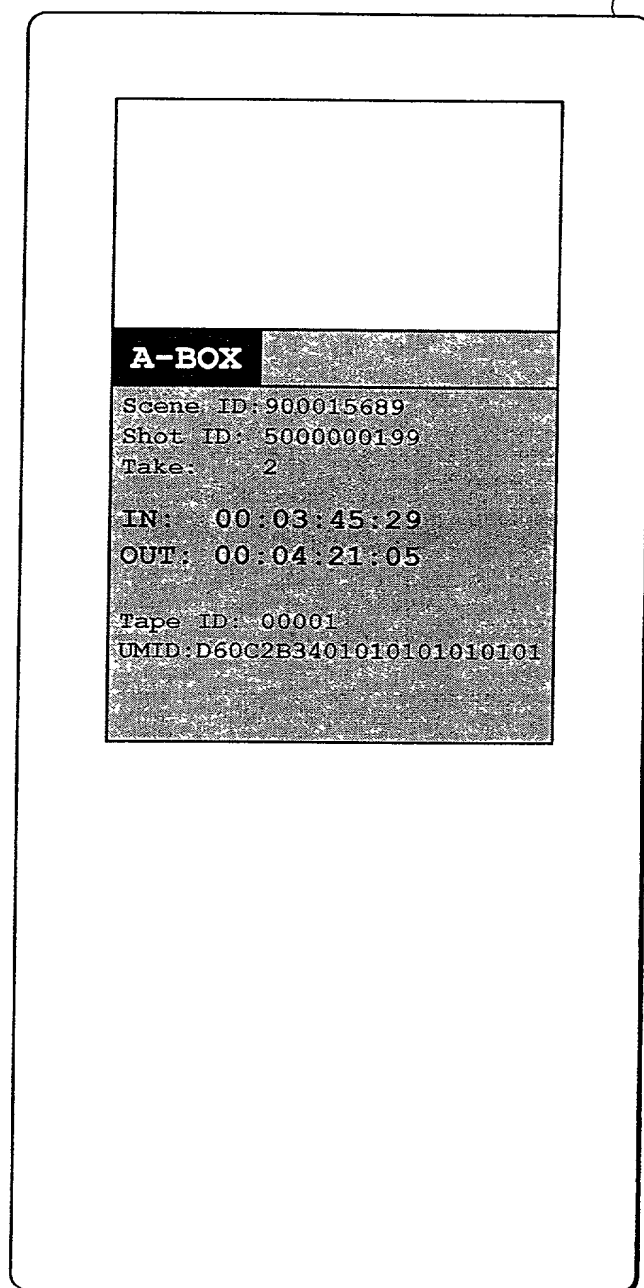 A-BOX
Scene ID:900015689
Shot ID: 5000000199
Take: 2
IN: 00:03:45:29
OUT: 00:04:21:05
Tape ID: 00001
UMID:D60C2B3401010101010101